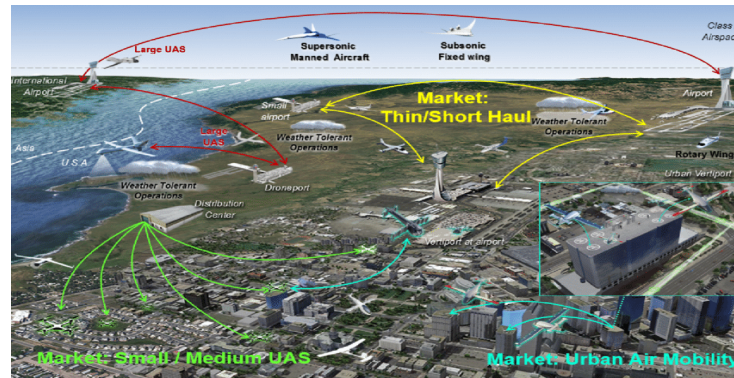 Large UAS
Supersonic
Manned Aircraft
Subsonic
Fixed wing
Class
Airspac
International
Airport
Small
airport
Market:
Thin/Short Haul
Airport
Weather Tolerant
Operations
Large
UAS
Weather Tolerant
Operations
Rotary Wing
Asia
U.S.A
Weather Tolerant
Operations
Droneport
Urban Vertiport
Distribution
Center
Vertiport at airport
Market: Small / Medium UAS
Market: Urban Air Mobility